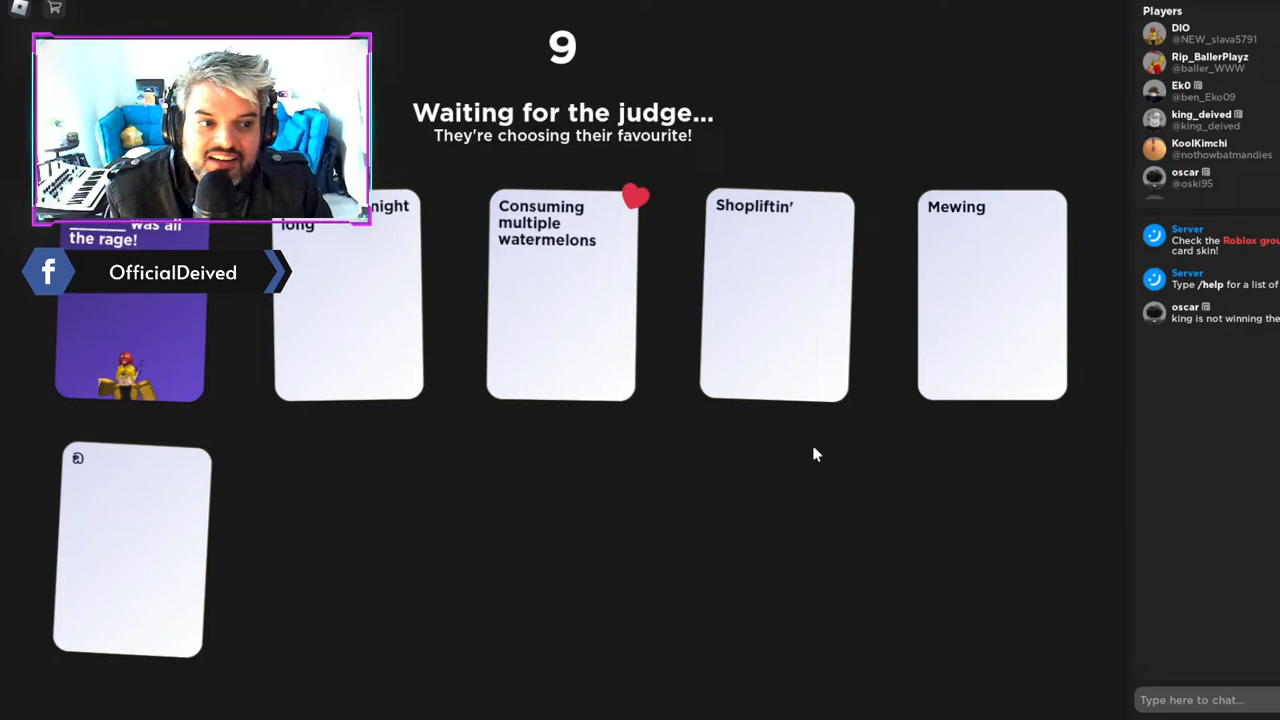 9
Waiting for the judge...
They're choosing their favourite!
was all
the rage!
night
long
Consuming
multiple
watermelons
Shopliftin'
Mewing
OfficialDeived
Players
DIO
@NEW_slava5791
Rip_BallerPlayz
@baller_WWW
Ek0
@ben_Eko09
king_deived
@king_deived
KoolKimchi
@nothowbatmandies
oscar
@oski95
Server
Check the Roblox
card skin!
Server
Type /help for a list of
oscar
king is not winning the
Type here to chat...